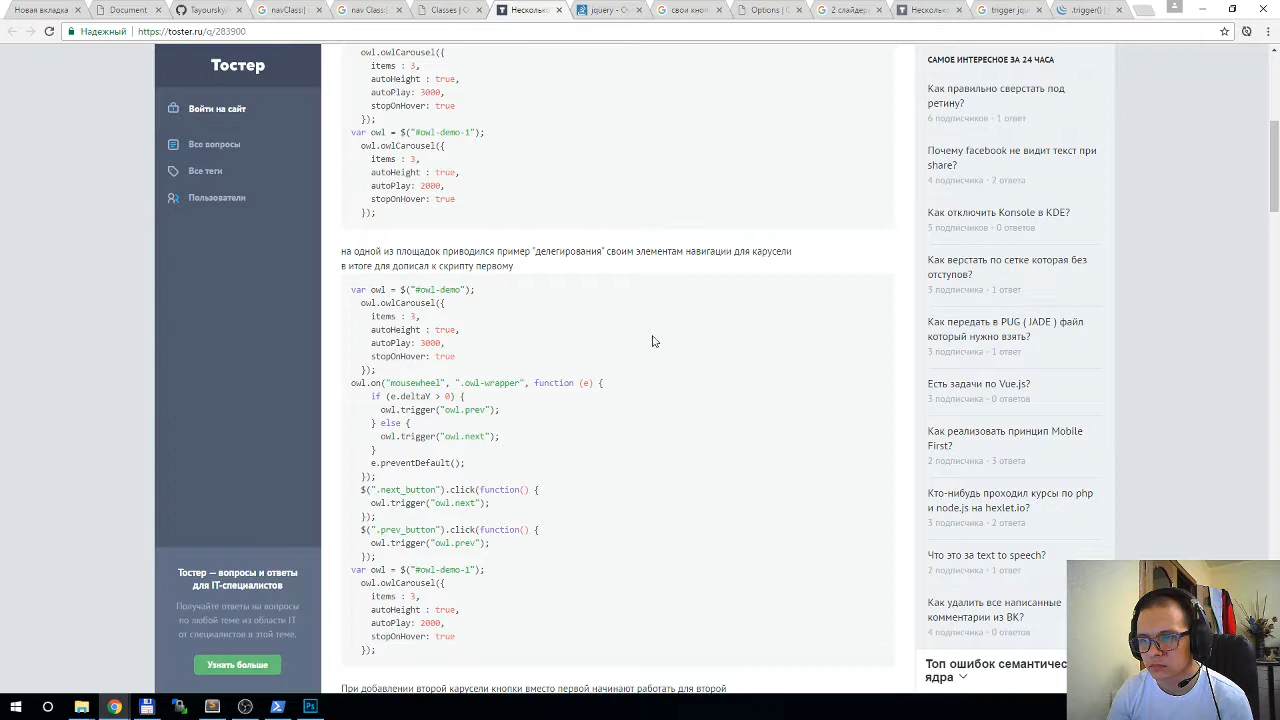 Новая вкладка
Document
nav Class
Classes |
Несколько
jquery - О
свои кно
Optional [
2 слайдер
Несколько
triggerjs
.trigger()
Надежный
https://toster.ru/q/283900
Тостер
Войти на сайт
Все вопросы
Все теги
Пользователи
Тостер — вопросы и ответы
для IT-специалистов
Получайте ответы на вопросы
по любой теме из области IT
от специалистов в этой теме.
Узнать больше
owl.owlCarousel({
items : 3,
autoHeight : true,
autoPlay: 3000,
stopOnHover: true
});
var owl = $("#owl-demo-1");
owl.owlCarousel({
items : 3,
autoHeight : true,
autoPlay: 2000,
stopOnHover: true
});
на одной из площадок приводился пример "делегирования" своим элементам навигации для карусели
в итоге для дописал к скрипту первому
var owl = $("#owl-demo");
owl.owlCarousel({
items : 3,
autoHeight : true,
autoPlay: 3000,
stopOnHover: true
});
owl.on("mousewheel", ".owl-wrapper", function (e) {
if (e.deltaY > 0) {
owl.trigger("owl.prev");
} else {
owl.trigger("owl.next");
}
e.preventDefault();
});
$(".next_button").click(function() {
owl.trigger("owl.next");
});
$(".prev_button").click(function() {
owl.trigger("owl.prev");
});
var owl = $("#owl-demo-1");
owl.owlCarousel({
items : 3,
autoHeight : true,
autoPlay: 2000,
stopOnHover: true
});
При добавлении второй карусели кнопки вместо первой начинают работать для второй
САМОЕ ИНТЕРЕСНОЕ ЗА 24 ЧАСА
Как правильно сверстать под
ретину?
6 подписчиков · 1 ответ
Почему facebook не видит текст при
share?
4 подписчика · 2 ответа
Как отключить Konsole в KDE?
5 подписчиков · 0 ответов
Как верстать по сетке которая без
отступов?
3 подписчика · 1 ответ
Как передать в PUG ( JADE ) файл
который нужно взять?
3 подписчика · 1 ответ
Есть задачи по Vue.js?
3 подписчика · 0 ответов
Как реализовать принцип Mobile
First?
2 подписчика · 3 ответа
Кто-нибудь проходил курсы по php
и node.js на hexlet.io?
3 подписчика · 2 ответа
Что это за text to speech?
2 подписчика · 1 ответ
Как удалить все написанные
комментарии из ВК?
4 подписчика · 0 ответов
Топ ошибок семантичес
ядра